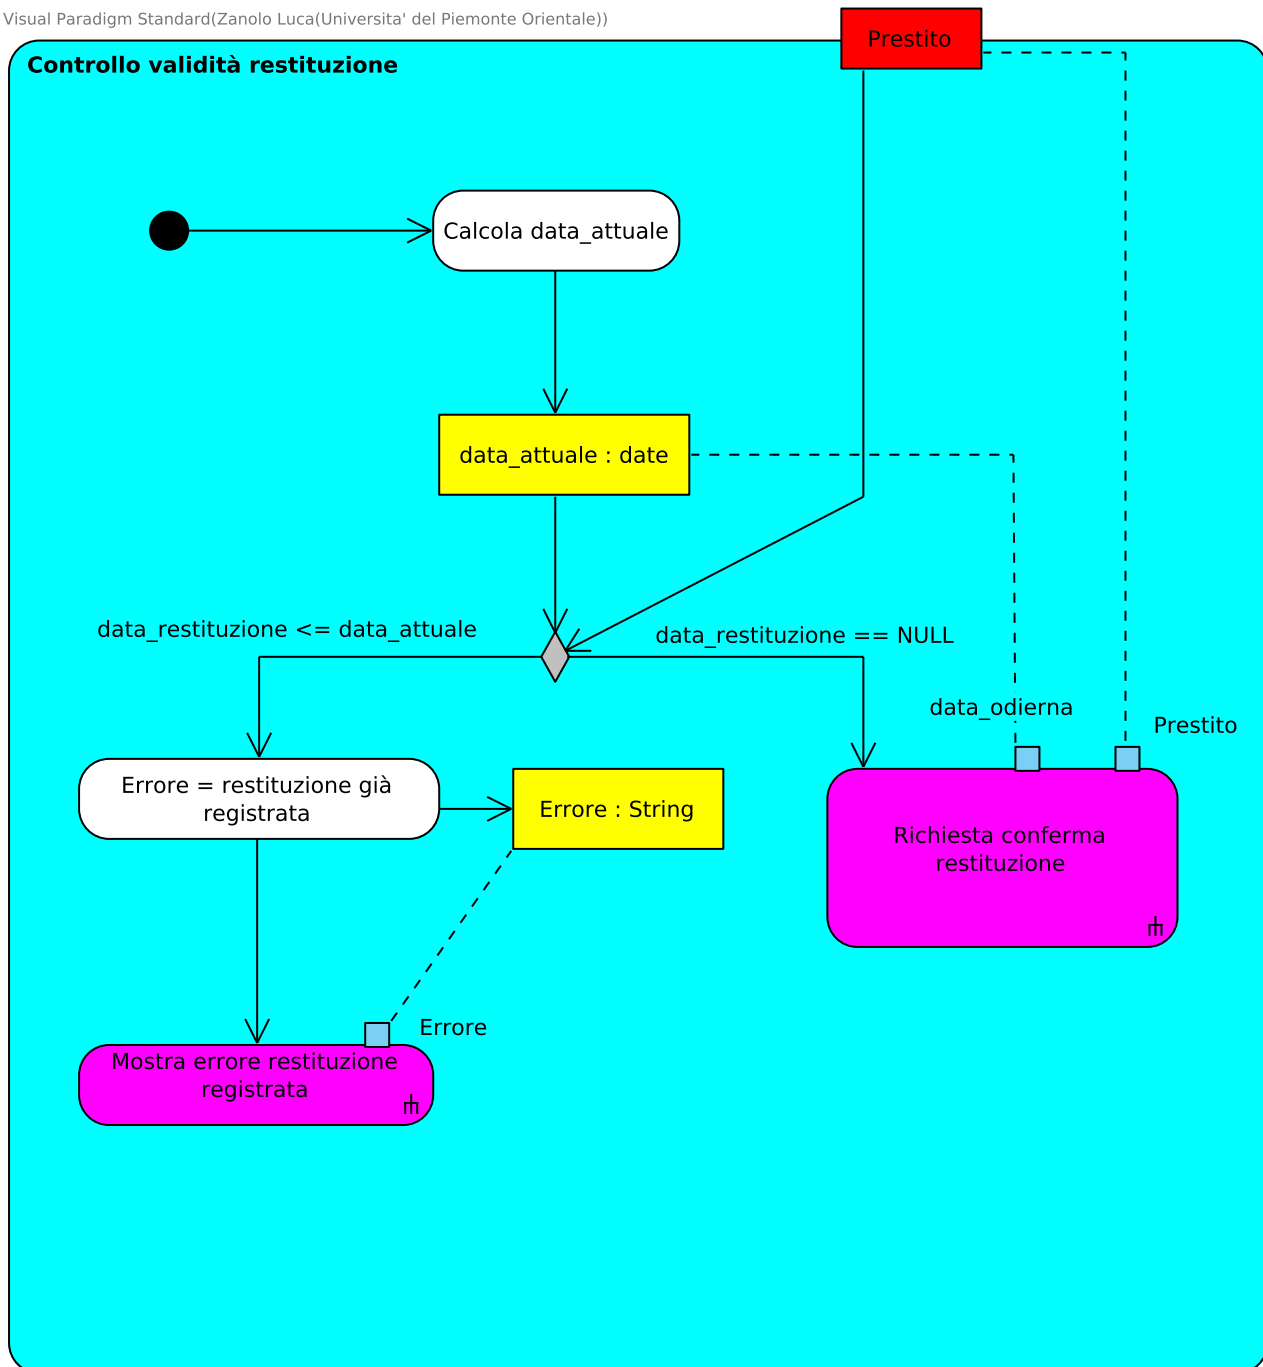 Visual Paradigm Standard(Zanolo Luca(Universita' del Piemonte Orientale))
Prestito
Controllo validità restituzione
Calcola data_attuale
data_attuale : date
data_restituzione <= data_attuale
data_restituzione == NULL
data_odierna
Prestito
Errore = restituzione già
registrata
Errore : String
Richiesta conferma
restituzione
Errore
Mostra errore restituzione
registrata